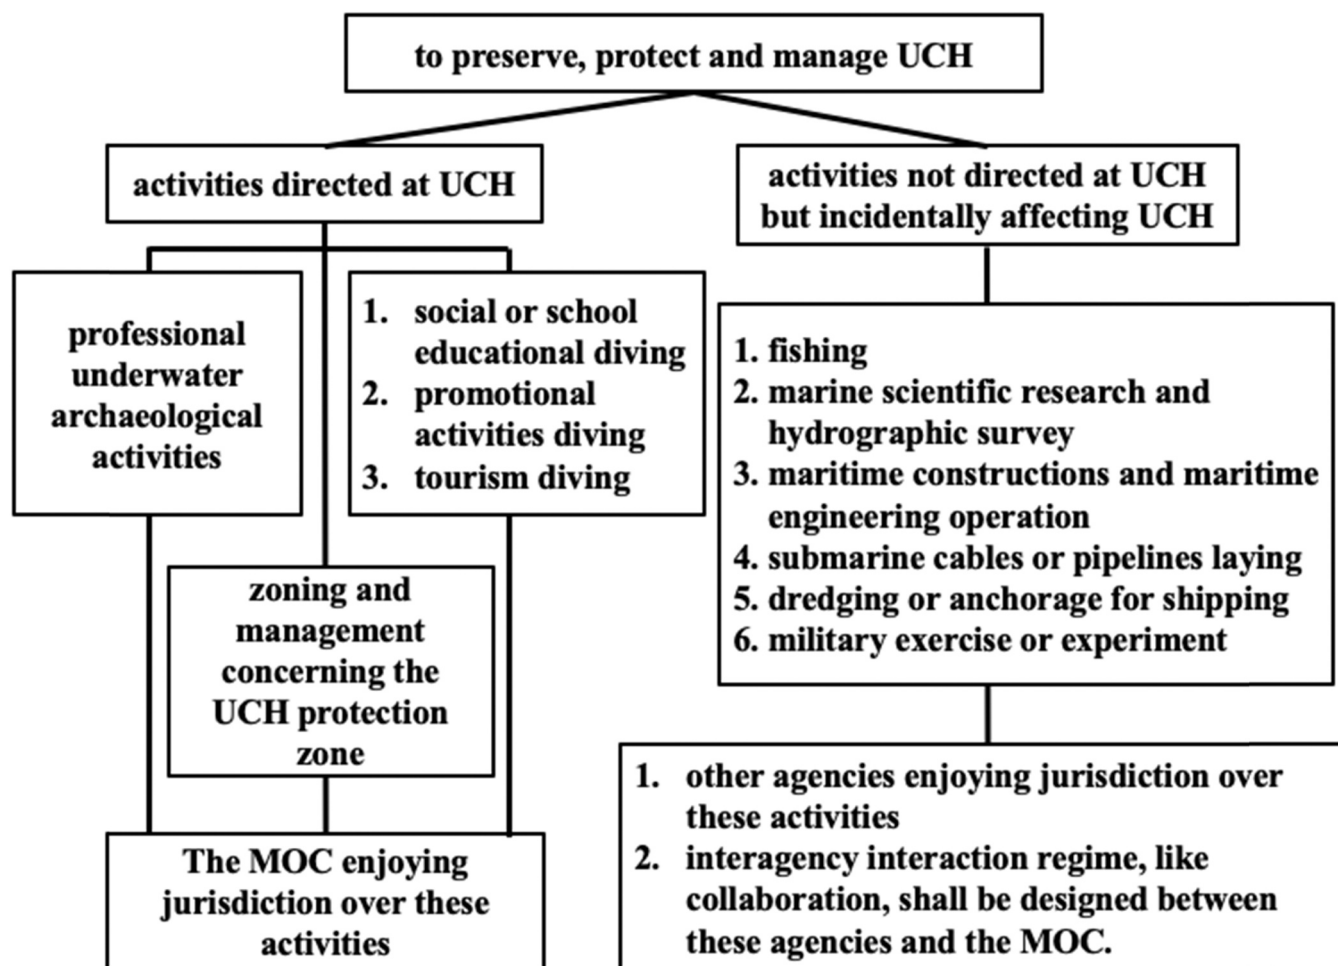 to preserve, protect and manage UCH
activities directed at UCH
activities not directed at UCH
but incidentally affecting UCH
professional
underwater
archaeological
activities
1. social or school
educational diving
2. promotional
activities diving
3. tourism diving
1. fishing
2. marine scientific research and
hydrographic survey
3. maritime constructions and maritime
engineering operation
4. submarine cables or pipelines laying
5. dredging or anchorage for shipping
6. military exercise or experiment
zoning and
management
concerning the
UCH protection
zone
The MOC enjoying
jurisdiction over these
activities
1. other agencies enjoying jurisdiction over
these activities
2. interagency interaction regime, like
collaboration, shall be designed between
these agencies and the MOC.